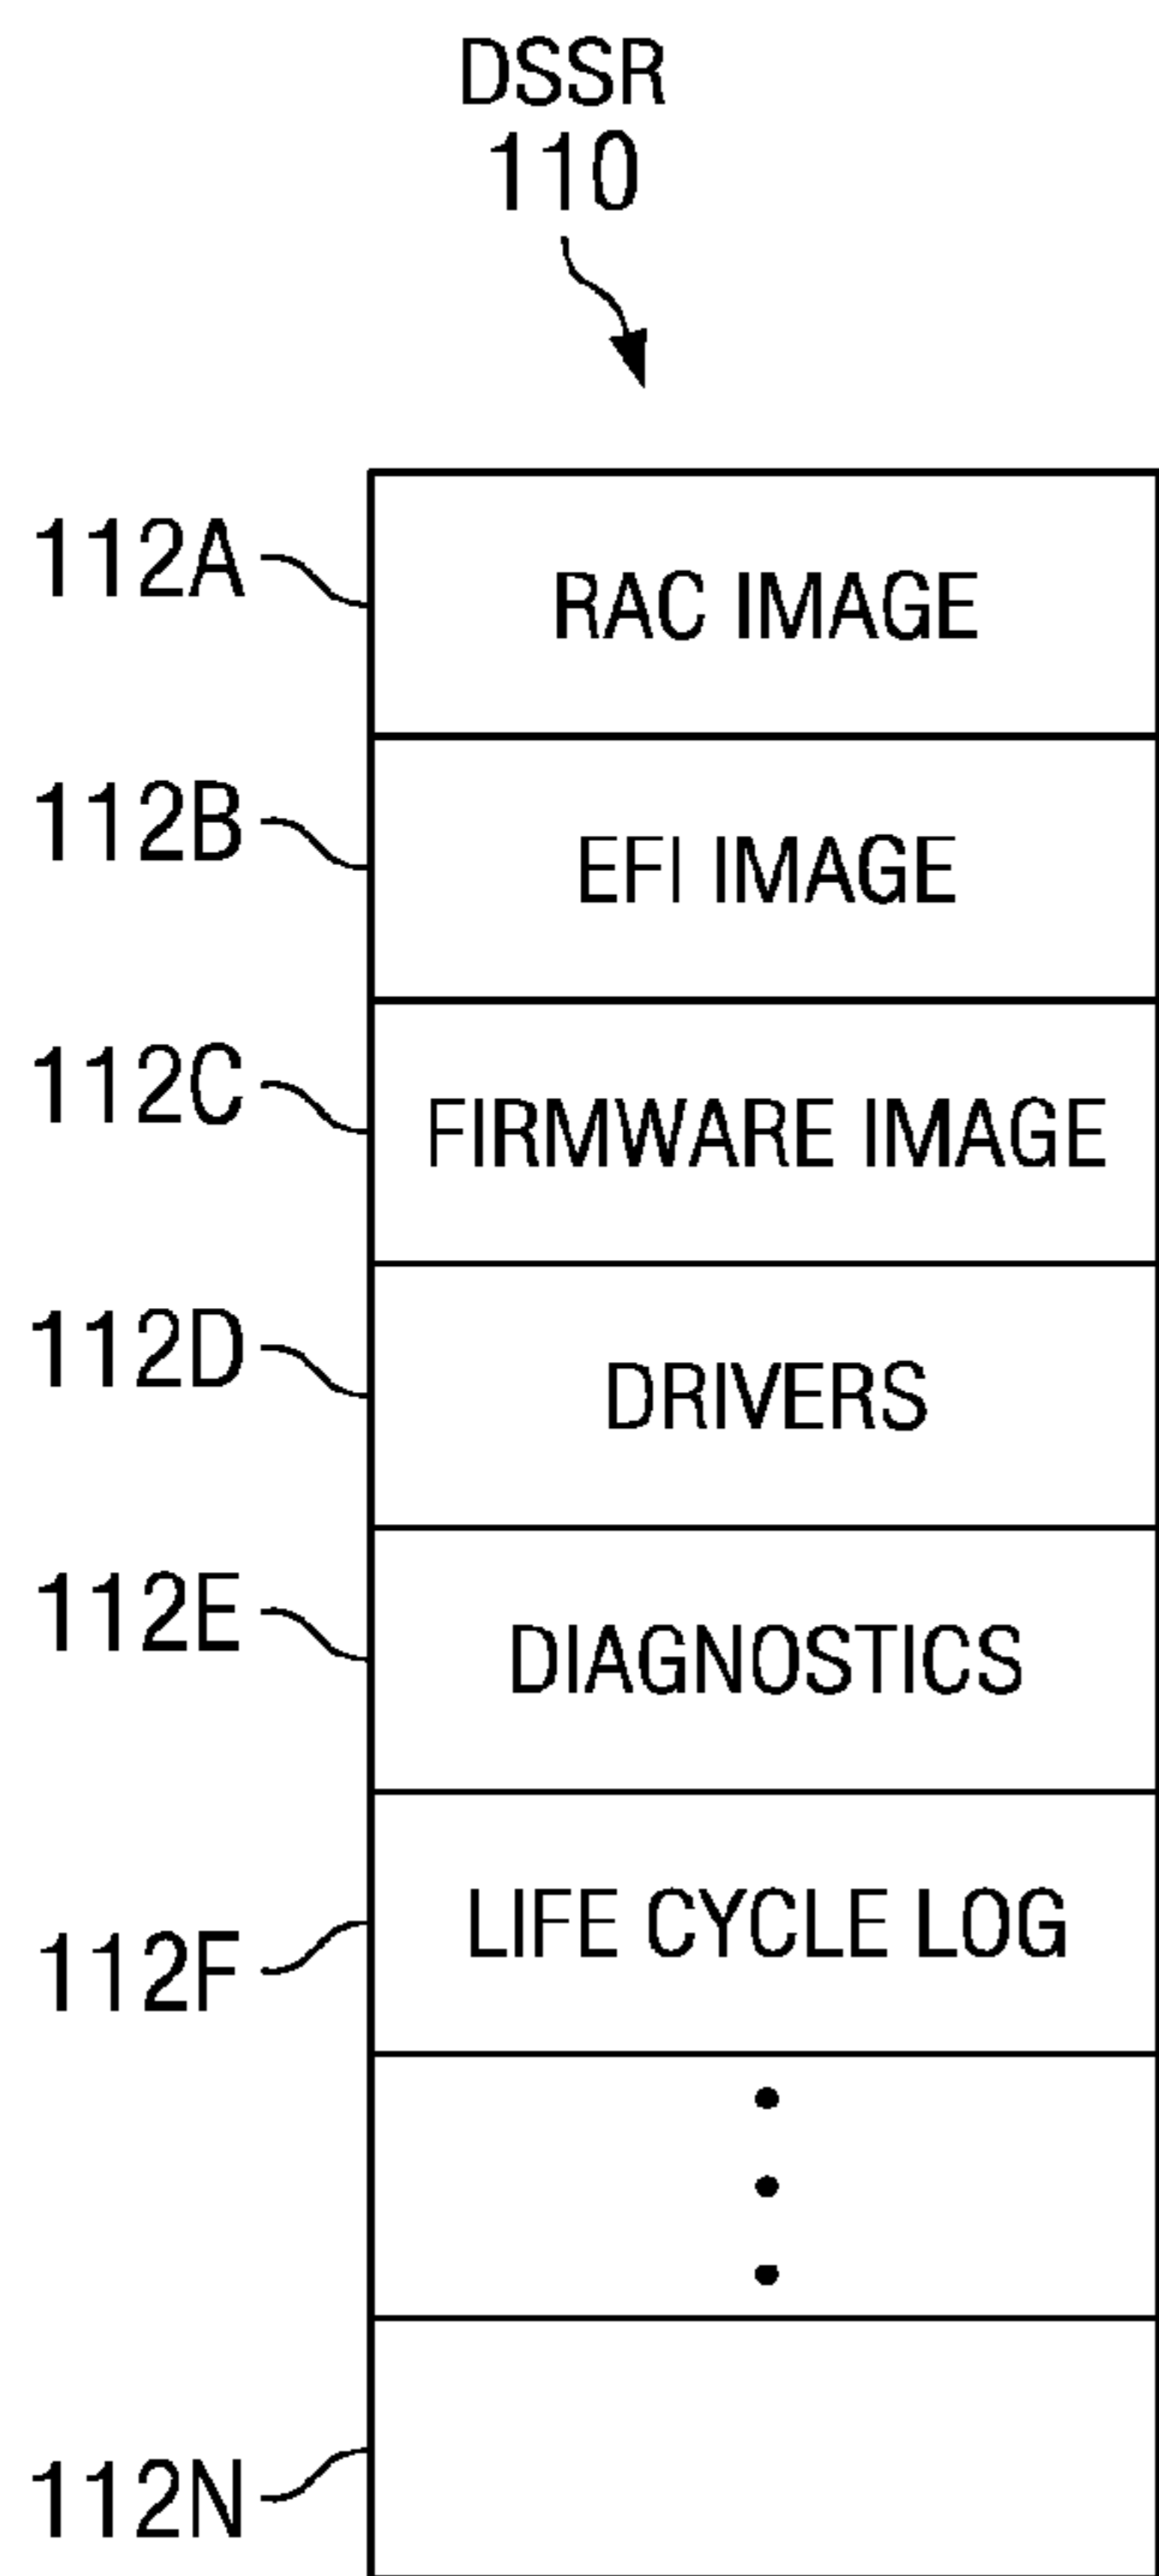 DSSR
110
112A
RAC IMAGE
112B
EFI IMAGE
112C
FIRMWARE IMAGE
112D
DRIVERS
112E
DIAGNOSTICS
112F
LIFE CYCLE LOG
112N